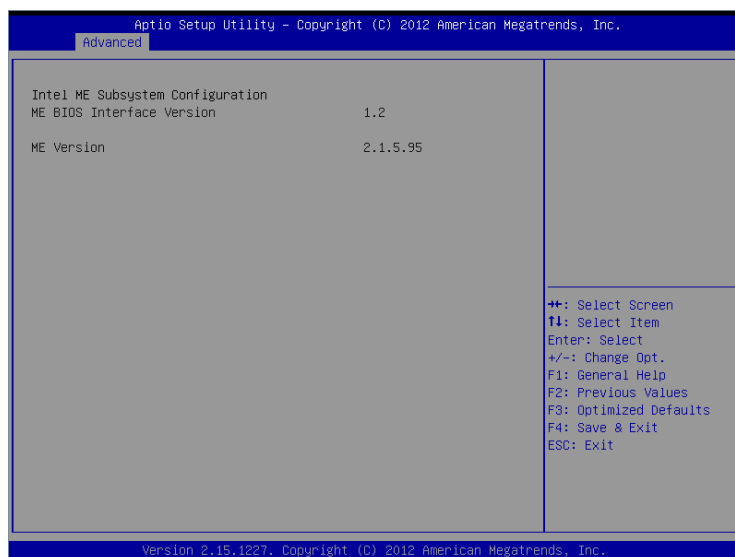 Aptio Setup Utility – Copyright (C) 2012 American Megatrends, Inc.
Advanced
Intel ME Subsystem Configuration
ME BIOS Interface Version 1.2
ME Version 2.1.5.95
→←: Select Screen
↑↓: Select Item
Enter: Select
+/-: Change Opt.
F1: General Help
F2: Previous Values
F3: Optimized Defaults
F4: Save & Exit
ESC: Exit
Version 2.15.1227. Copyright (C) 2012 American Megatrends, Inc.